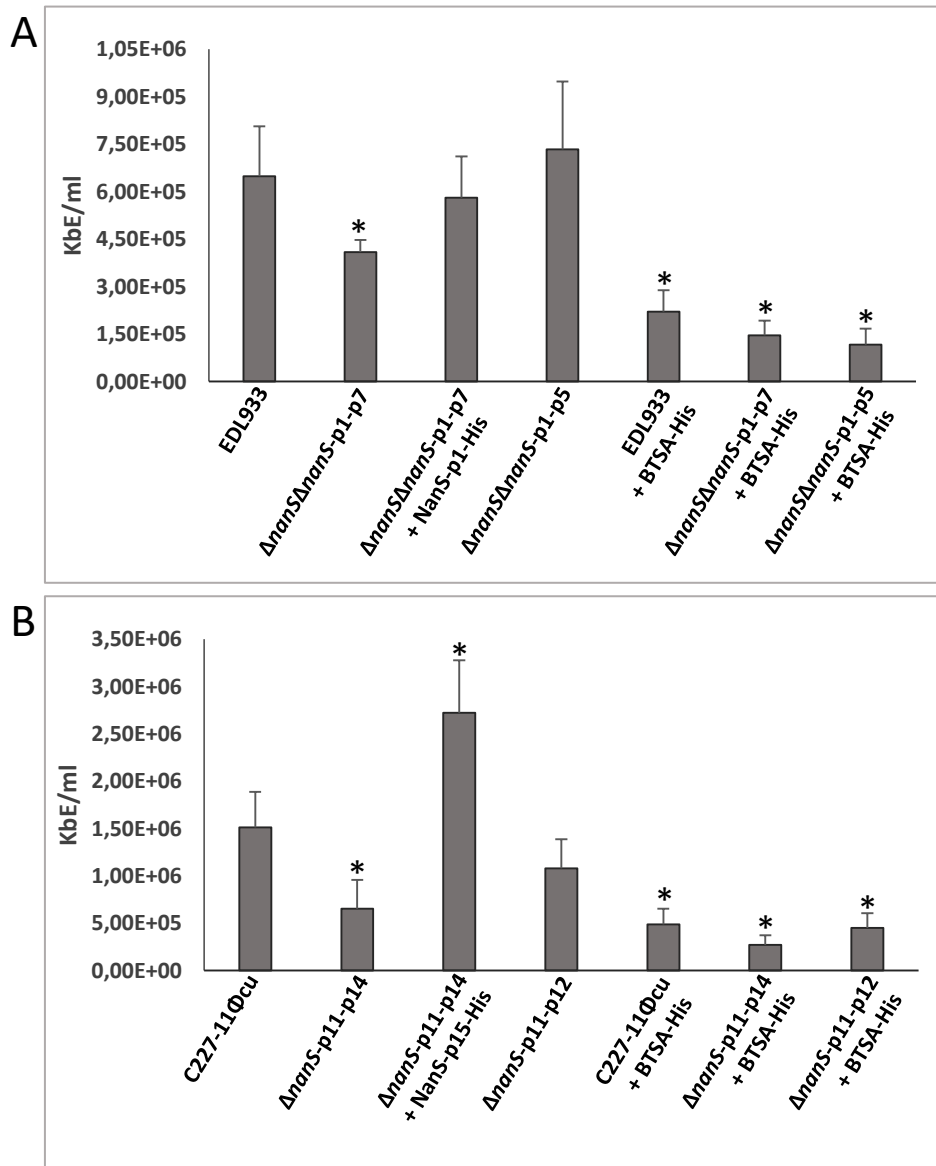 A
1,05E+06
9,00E+05
7,50E+05
6,00E+05
4,50E+05
3,00E+05
1,50E+05
0,00E+00
KbE/ml
*
*
*
*
EDL933
ΔnanSΔnanS-p1-p7
ΔnanSΔnanS-p1-p7
+ NanS-p1-His
ΔnanSΔnanS-p1-p5
EDL933
+ BTSA-His
ΔnanSΔnanS-p1-p7
+ BTSA-His
ΔnanSΔnanS-p1-p5
+ BTSA-His
B
3,50E+06
3,00E+06
2,50E+06
2,00E+06
1,50E+06
1,00E+06
5,00E+05
0,00E+00
KbE/ml
*
*
*
*
*
C227-11Φcu
ΔnanS-p11-p14
ΔnanS-p11-p14
+ NanS-p15-His
ΔnanS-p11-p12
C227-11Φcu
+ BTSA-His
ΔnanS-p11-p14
+ BTSA-His
ΔnanS-p11-p12
+ BTSA-His